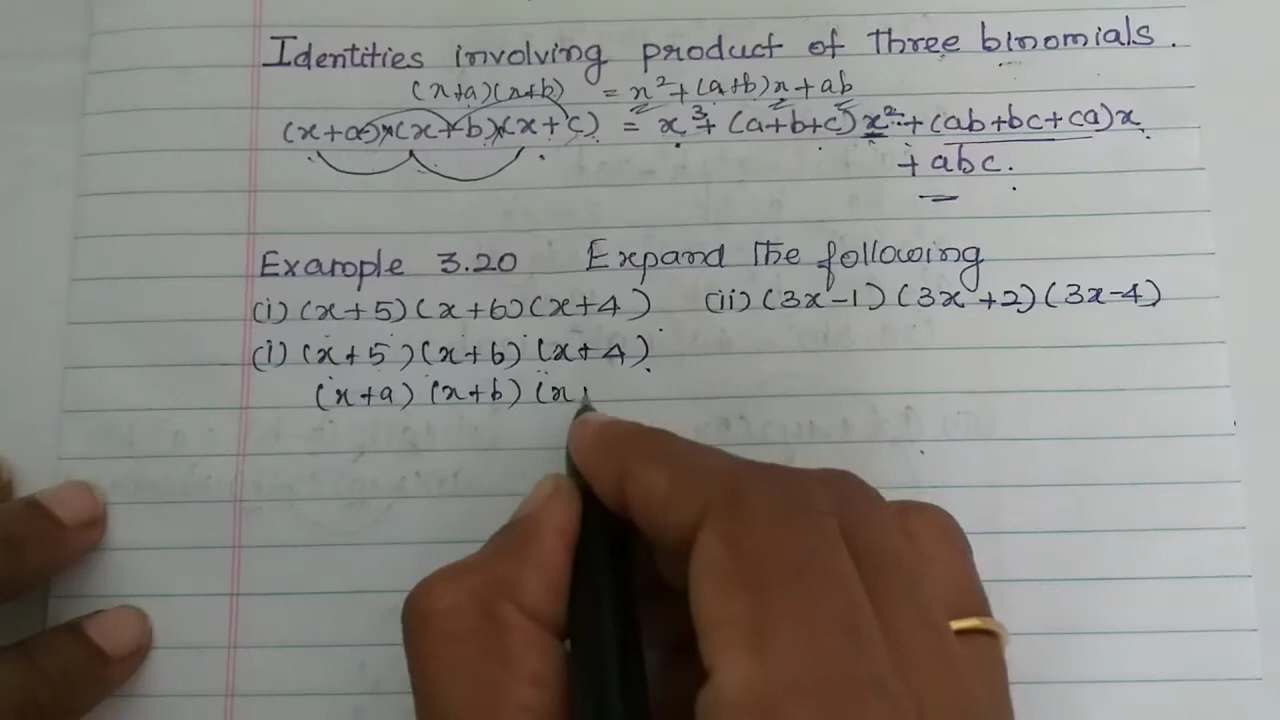 Identities involving product of three binomials.
(x+a)(x+b) = x²+(a+b)x+ab
(x+a)(x+b)(x+c) = x³+(a+b+c)x²+(ab+bc+ca)x
+abc.
Example 3.20 Expand the following
(i) (x+5)(x+6)(x+4) (ii) (3x-1)(3x+2)(3x-4)
(i) (x+5)(x+6)(x+4)
(x+a)(x+b)(x